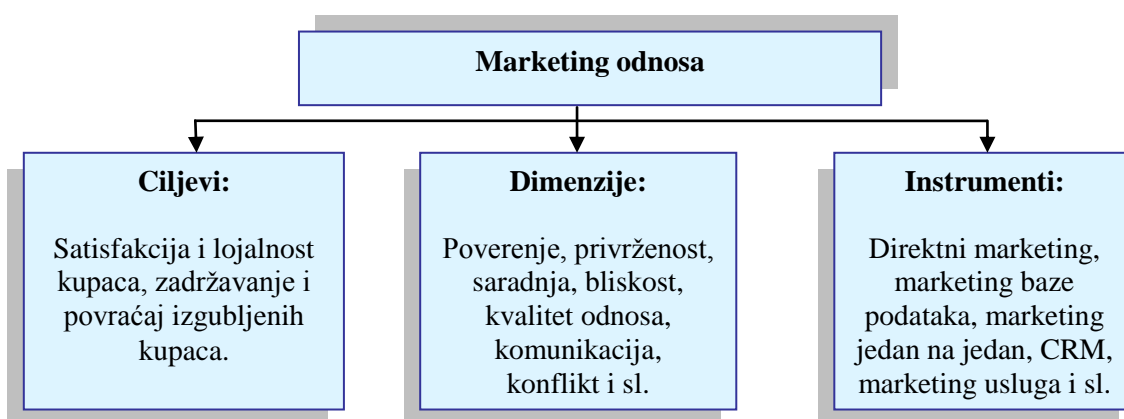 Marketing odnosa
Ciljevi:
Satisfakcija i lojalnost
kupaca, zadržavanje i
povraćaj izgubljenih
kupaca.
Dimenzije:
Poverenje, privrženost,
saradnja, bliskost,
kvalitet odnosa,
komunikacija,
konflikt i sl.
Instrumenti:
Direktni marketing,
marketing baze
podataka, marketing
jedan na jedan, CRM,
marketing usluga i sl.